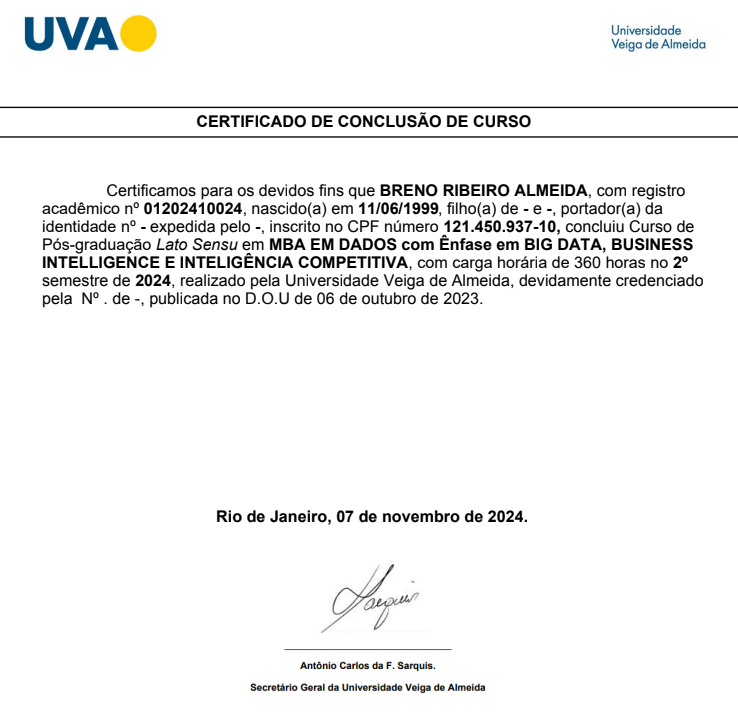 UVA
Universidade
Veiga de Almeida
CERTIFICADO DE CONCLUSÃO DE CURSO
Certificamos para os devidos fins que BRENO RIBEIRO ALMEIDA, com registro
acadêmico nº 01202410024, nascido(a) em 11/06/1999, filho(a) de - e -, portador(a) da
identidade nº - expedida pelo -, inscrito no CPF número 121.450.937-10, concluiu Curso de
Pós-graduação Lato Sensu em MBA EM DADOS com Ênfase em BIG DATA, BUSINESS
INTELLIGENCE E INTELIGÊNCIA COMPETITIVA, com carga horária de 360 horas no 2º
semestre de 2024, realizado pela Universidade Veiga de Almeida, devidamente credenciado
pela Nº . de -, publicada no D.O.U de 06 de outubro de 2023.
Rio de Janeiro, 07 de novembro de 2024.
Sarquis
Antônio Carlos da F. Sarquis.
Secretário Geral da Universidade Veiga de Almeida